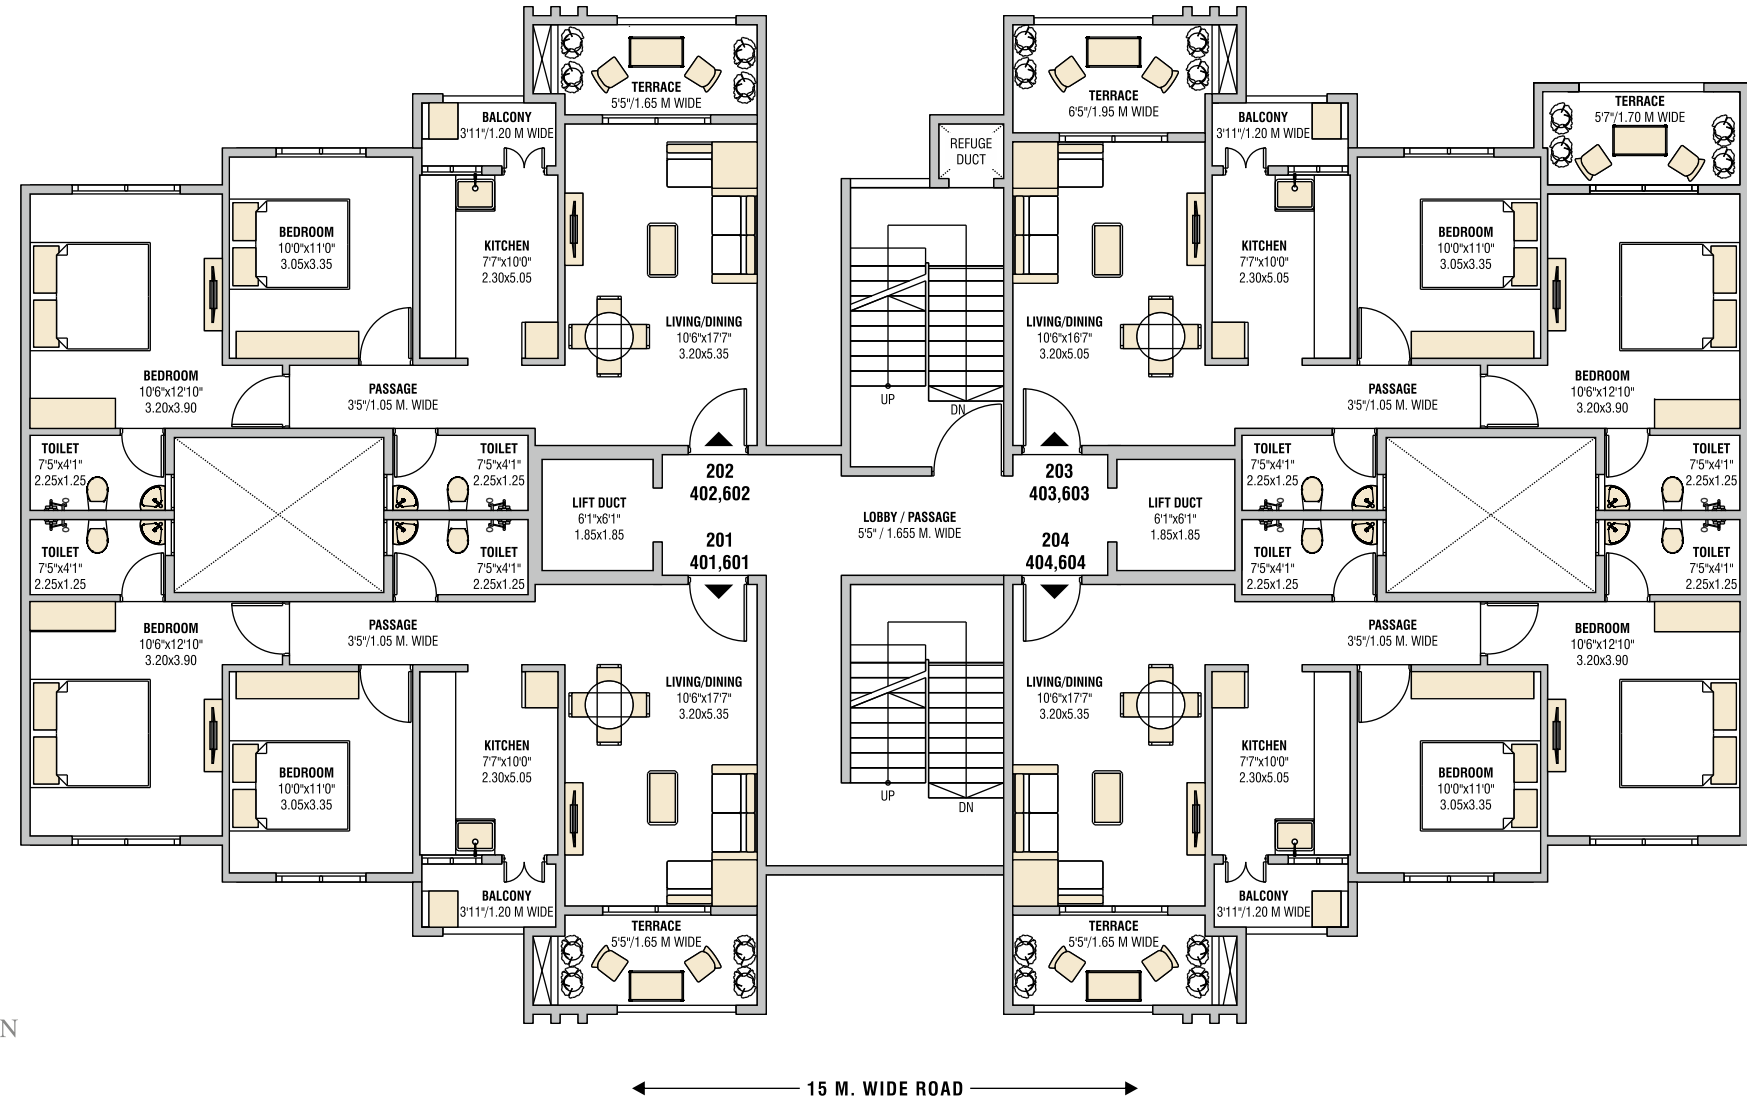 TERRACE
5'5"/1.65 M WIDE
TERRACE
6'5"/1.95 M WIDE
TERRACE
5'7"/1.70 M WIDE
BALCONY
3'11"/1.20 M WIDE
BALCONY
3'11"/1.20 M WIDE
REFUGE
DUCT
BEDROOM
10'0"x11'0"
3.05x3.35
KITCHEN
7'7"x10'0"
2.30x5.05
KITCHEN
7'7"x10'0"
2.30x5.05
BEDROOM
10'0"x11'0"
3.05x3.35
LIVING/DINING
10'6"x17'7"
3.20x5.35
LIVING/DINING
10'6"x16'7"
3.20x5.05
BEDROOM
10'6"x12'10"
3.20x3.90
PASSAGE
3'5"/1.05 M. WIDE
UP
DN
PASSAGE
3'5"/1.05 M. WIDE
BEDROOM
10'6"x12'10"
3.20x3.90
TOILET
7'5"x4'1"
2.25x1.25
TOILET
7'5"x4'1"
2.25x1.25
202
402,602
203
403,603
TOILET
7'5"x4'1"
2.25x1.25
TOILET
7'5"x4'1"
2.25x1.25
LIFT DUCT
6'1"x6'1"
1.85x1.85
LOBBY / PASSAGE
5'5" / 1.655 M. WIDE
LIFT DUCT
6'1"x6'1"
1.85x1.85
TOILET
7'5"x4'1"
2.25x1.25
TOILET
7'5"x4'1"
2.25x1.25
201
401,601
204
404,604
TOILET
7'5"x4'1"
2.25x1.25
TOILET
7'5"x4'1"
2.25x1.25
BEDROOM
10'6"x12'10"
3.20x3.90
PASSAGE
3'5"/1.05 M. WIDE
PASSAGE
3'5"/1.05 M. WIDE
BEDROOM
10'6"x12'10"
3.20x3.90
LIVING/DINING
10'6"x17'7"
3.20x5.35
LIVING/DINING
10'6"x17'7"
3.20x5.35
BEDROOM
10'0"x11'0"
3.05x3.35
KITCHEN
7'7"x10'0"
2.30x5.05
UP
DN
KITCHEN
7'7"x10'0"
2.30x5.05
BEDROOM
10'0"x11'0"
3.05x3.35
BALCONY
3'11"/1.20 M WIDE
BALCONY
3'11"/1.20 M WIDE
TERRACE
5'5"/1.65 M WIDE
TERRACE
5'5"/1.65 M WIDE
N
15 M. WIDE ROAD